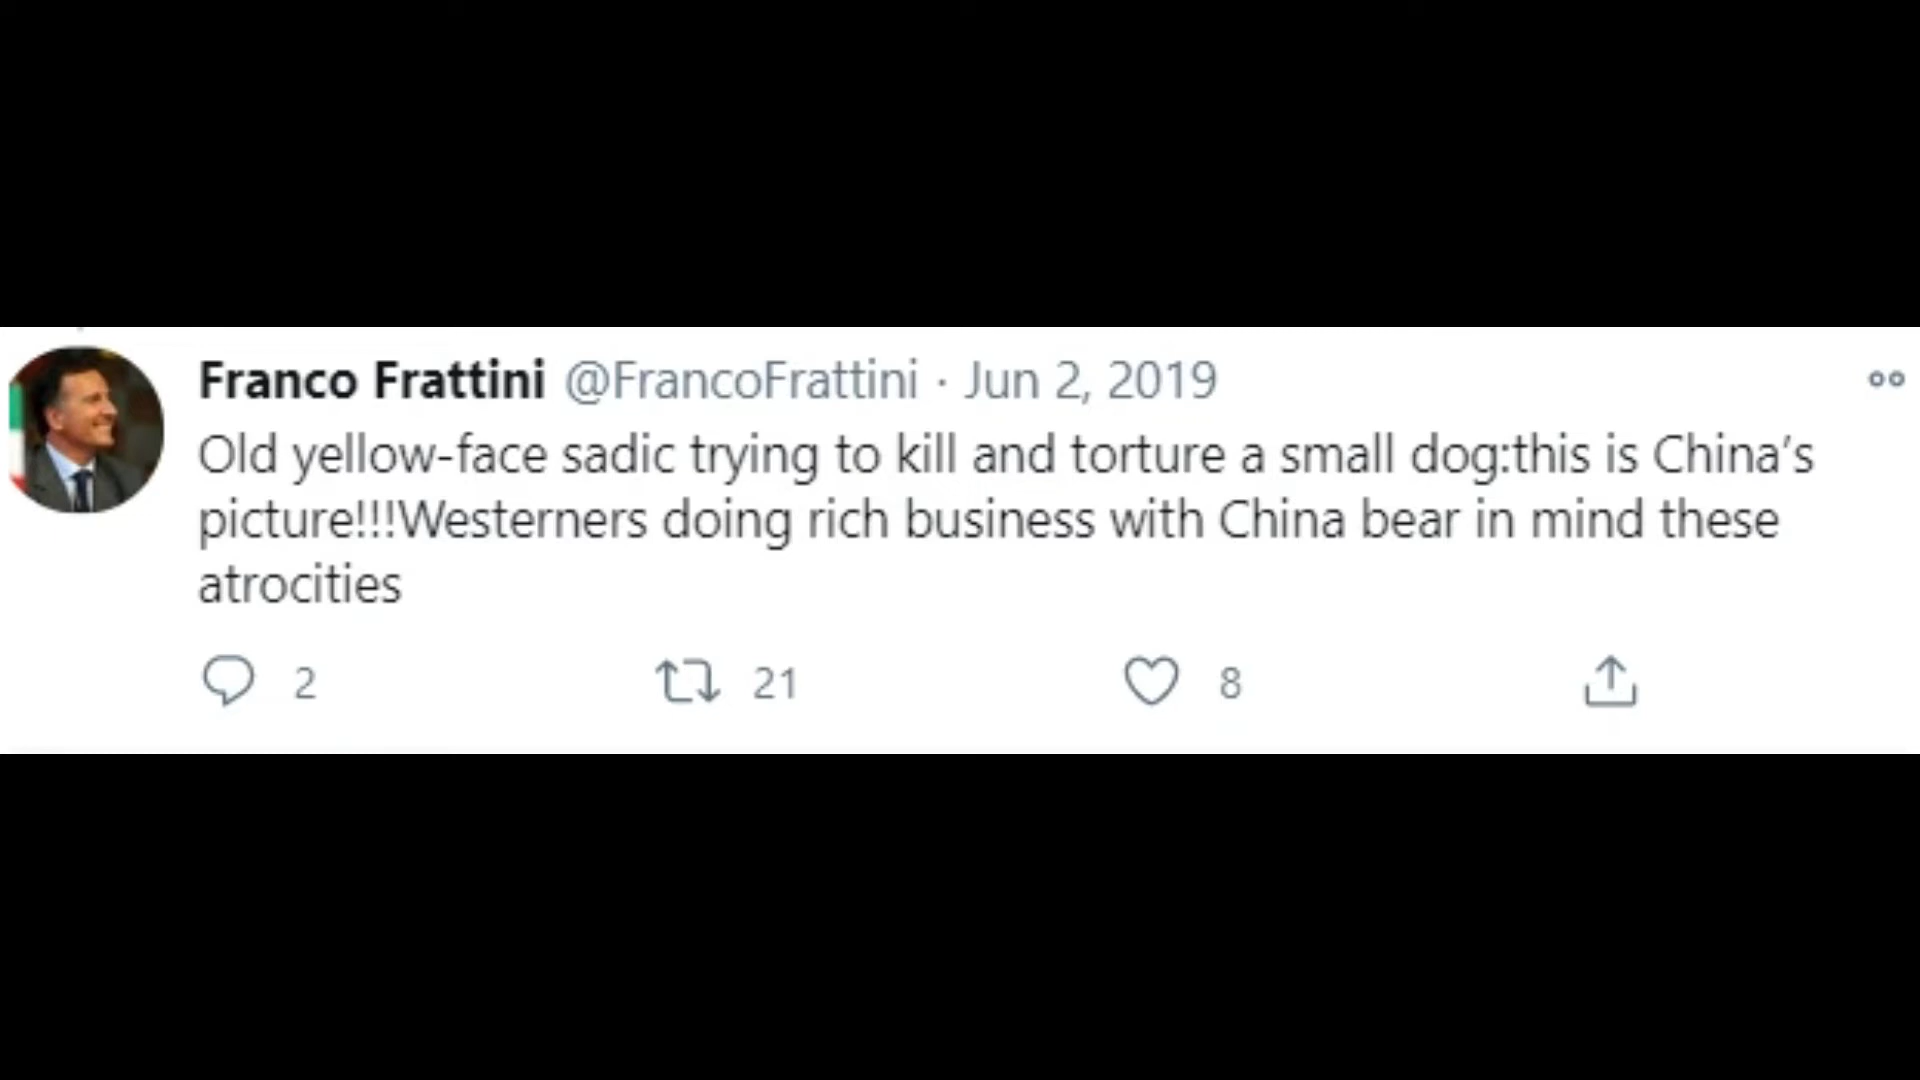 Franco Frattini @FrancoFrattini · Jun 2, 2019
Old yellow-face sadic trying to kill and torture a small dog:this is China's
picture!!!Westerners doing rich business with China bear in mind these
atrocities
2 21 8